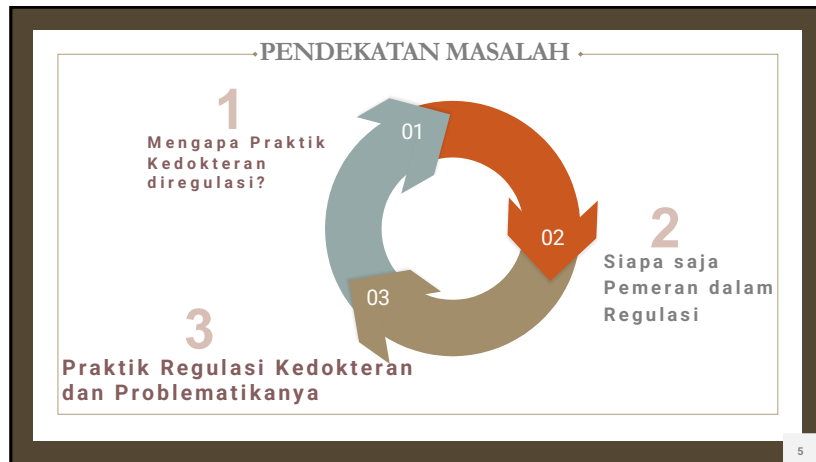 PENDEKATAN MASALAH
1
Mengapa Praktik
Kedokteran
diregulasi?
01
02
03
2
Siapa saja
Pemeran dalam
Regulasi
3
Praktik Regulasi Kedokteran
dan Problematikanya
5